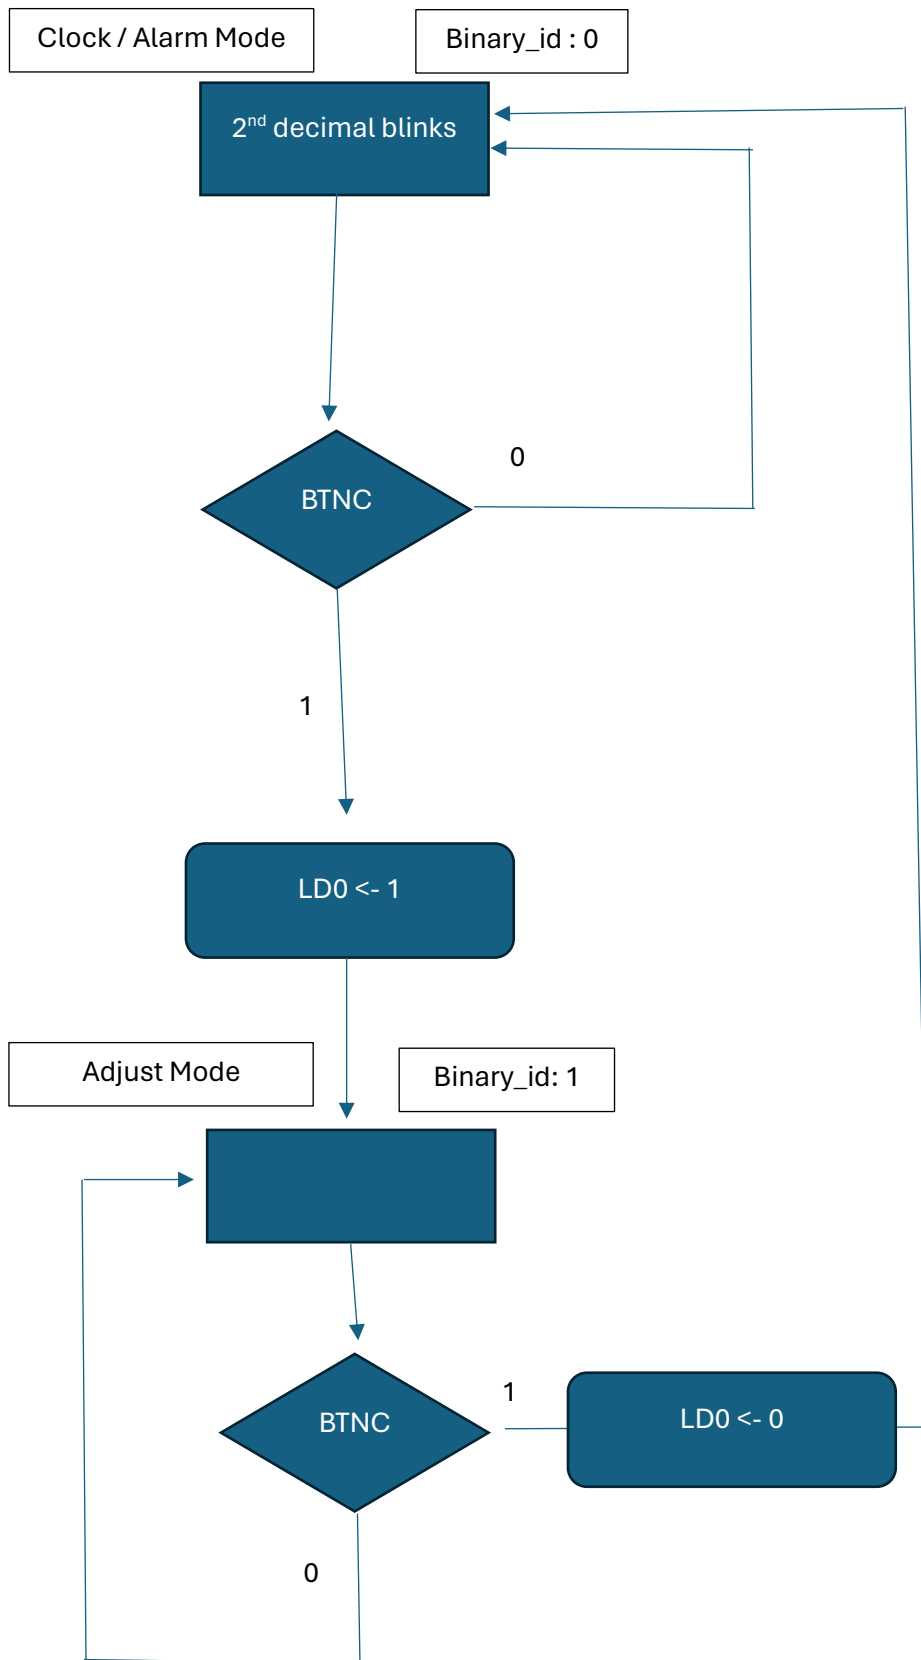 Clock / Alarm Mode
Binary_id : 0
2nd decimal blinks
BTNC
0
1
LD0 <- 1
Adjust Mode
Binary_id: 1
BTNC
1
LD0 <- 0
0